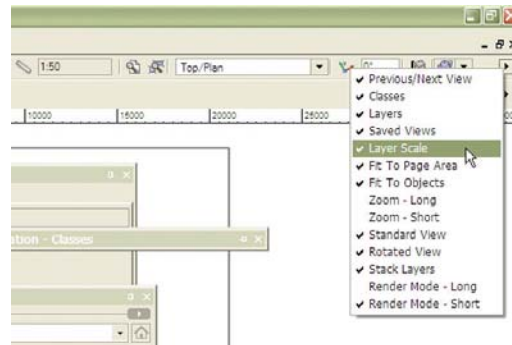 1:50 Top/Plan 0°
10000 15000 20000 25000
Previous/Next View
Classes
Layers
Saved Views
Layer Scale
Fit To Page Area
Fit To Objects
Zoom - Long
Zoom - Short
Standard View
Rotated View
Stack Layers
Render Mode - Long
Render Mode - Short
ation - Classes